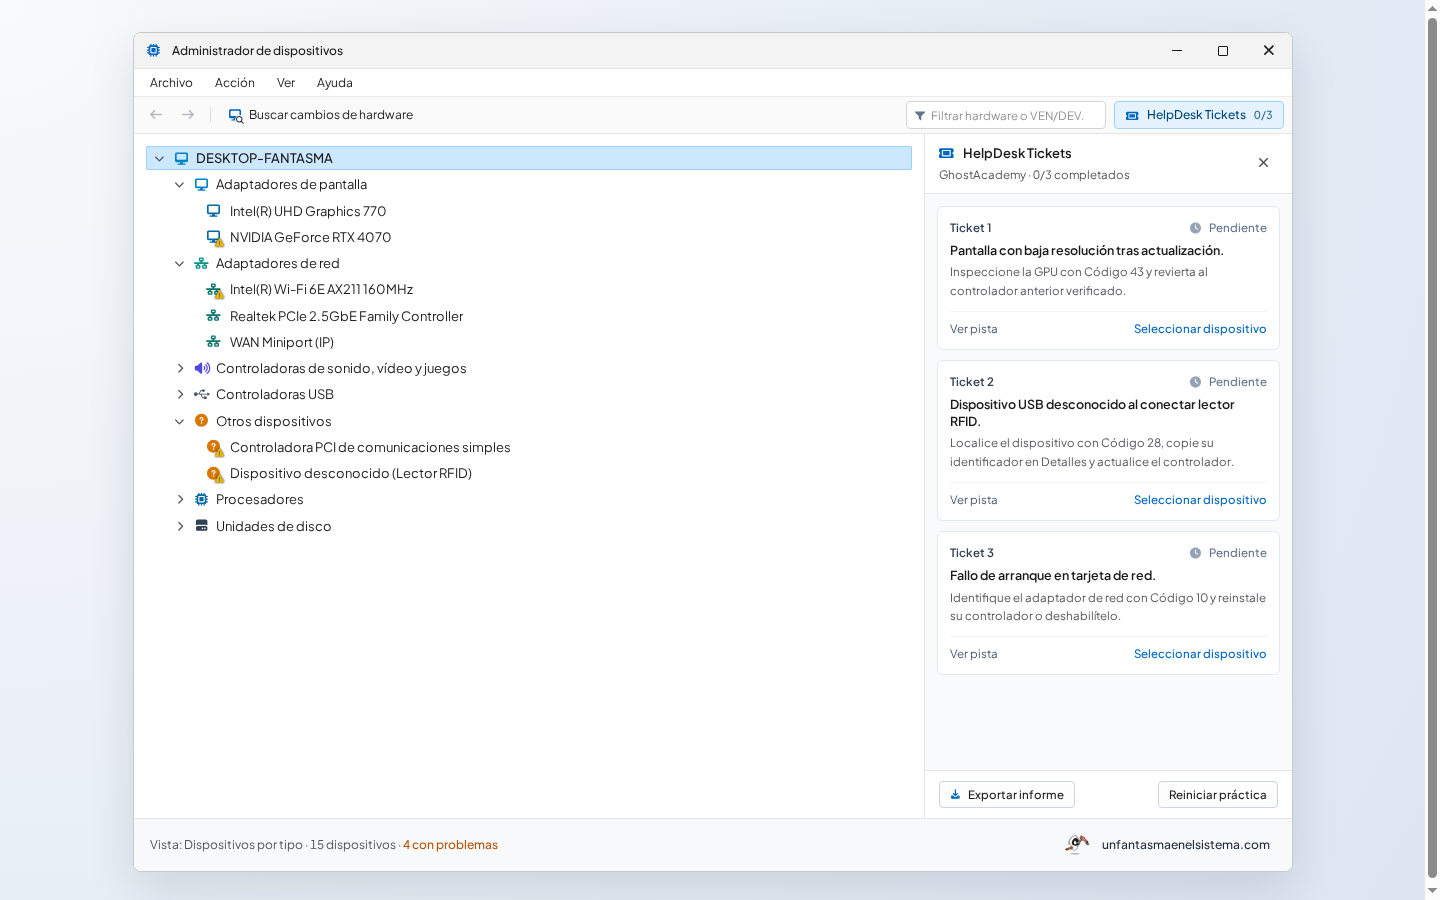 Administrador de dispositivos
Archivo Acción Ver Ayuda
Buscar cambios de hardware
Filtrar hardware o VEN/DEV.
HelpDesk Tickets 0/3
DESKTOP-FANTASMA
Adaptadores de pantalla
Intel(R) UHD Graphics 770
NVIDIA GeForce RTX 4070
Adaptadores de red
Intel(R) Wi-Fi 6E AX211 160MHz
Realtek PCIe 2.5GbE Family Controller
WAN Miniport (IP)
Controladoras de sonido, vídeo y juegos
Controladoras USB
Otros dispositivos
Controladora PCI de comunicaciones simples
Dispositivo desconocido (Lector RFID)
Procesadores
Unidades de disco
HelpDesk Tickets
GhostAcademy · 0/3 completados
Ticket 1 Pendiente
Pantalla con baja resolución tras actualización.
Inspeccione la GPU con Código 43 y revierta al
controlador anterior verificado.
Ver pista Seleccionar dispositivo
Ticket 2 Pendiente
Dispositivo USB desconocido al conectar lector
RFID.
Localice el dispositivo con Código 28, copie su
identificador en Detalles y actualice el controlador.
Ver pista Seleccionar dispositivo
Ticket 3 Pendiente
Fallo de arranque en tarjeta de red.
Identifique el adaptador de red con Código 10 y reinstale
su controlador o deshabilítelo.
Ver pista Seleccionar dispositivo
Exportar informe Reiniciar práctica
Vista: Dispositivos por tipo · 15 dispositivos · 4 con problemas
unfantasmaenelsistema.com